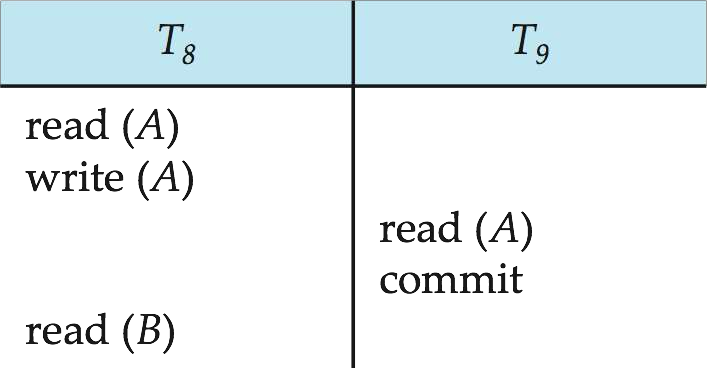 T8 T9
read (A)
write (A)
read (A)
commit
read (B)